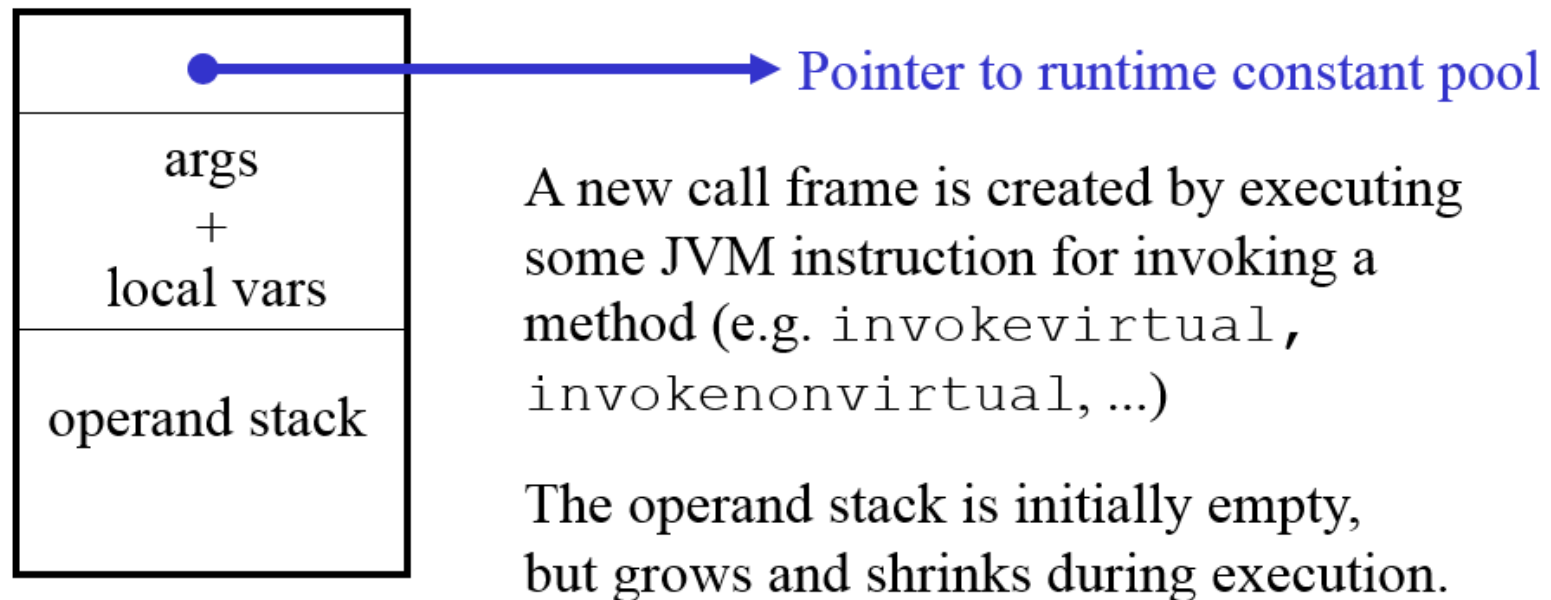 Pointer to runtime constant pool
args
+
local vars
operand stack
A new call frame is created by executing
some JVM instruction for invoking a
method (e.g. invokevirtual,
invokenonvirtual, ...)
The operand stack is initially empty,
but grows and shrinks during execution.